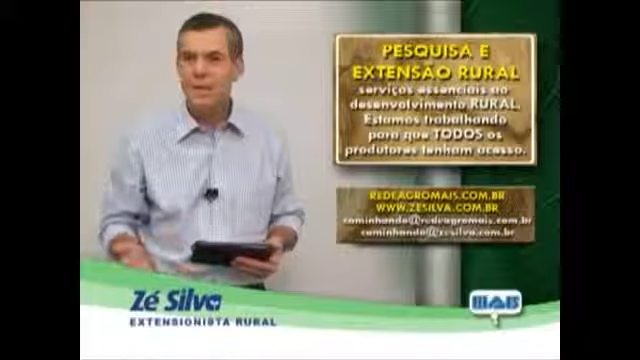 PESQUISA E
EXTENSÃO RURAL
serviços essenciais ao
desenvolvimento RURAL.
Estamos trabalhando
para que TODOS os
produtores tenham acesso.
REDEAGROMAIS.COM.BR
WWW.ZESILVA.COM.BR
caminhando@redeagromais.com.br
caminhando@zesilva.com.br
Zé Silva
EXTENSIONISTA RURAL
MAIS